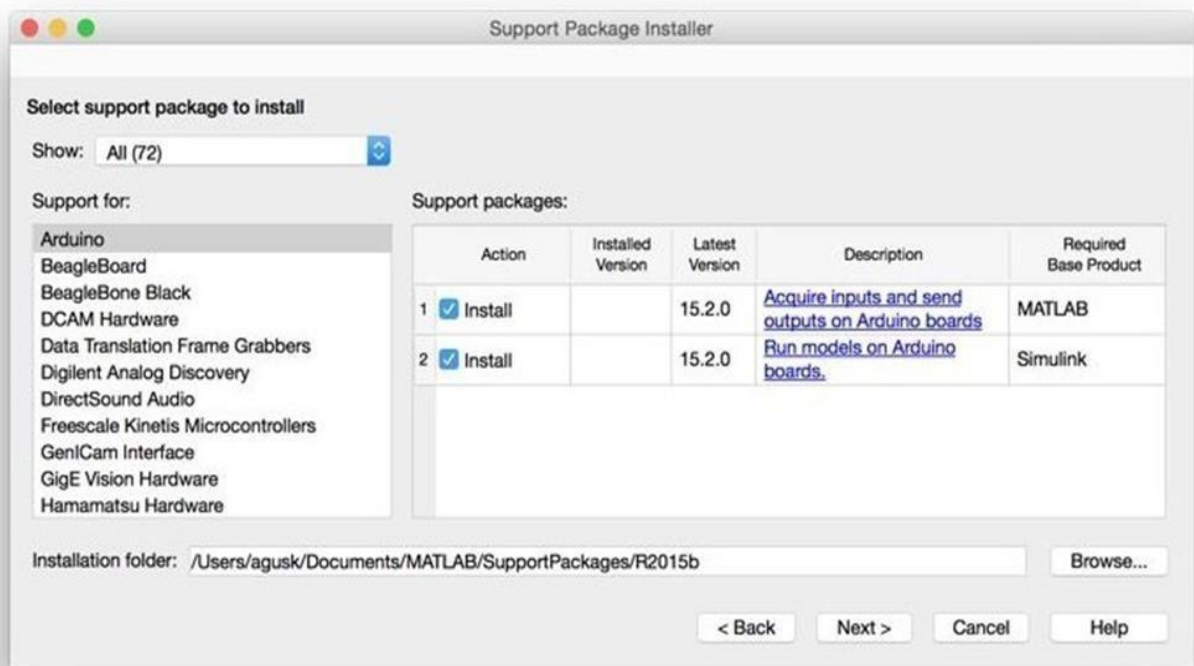 Support Package Installer
Select support package to install
Show: All (72)
Support for:
Arduino
BeagleBoard
BeagleBone Black
DCAM Hardware
Data Translation Frame Grabbers
Digilent Analog Discovery
DirectSound Audio
Freescale Kinetis Microcontrollers
GenICam Interface
GigE Vision Hardware
Hamamatsu Hardware
Support packages:
Action
Installed
Version
Latest
Version
Description
Required
Base Product
1 Install 15.2.0 Acquire inputs and send
outputs on Arduino boards MATLAB
2 Install 15.2.0 Run models on Arduino
boards. Simulink
Installation folder: /Users/agusk/Documents/MATLAB/SupportPackages/R2015b Browse...
< Back Next > Cancel Help